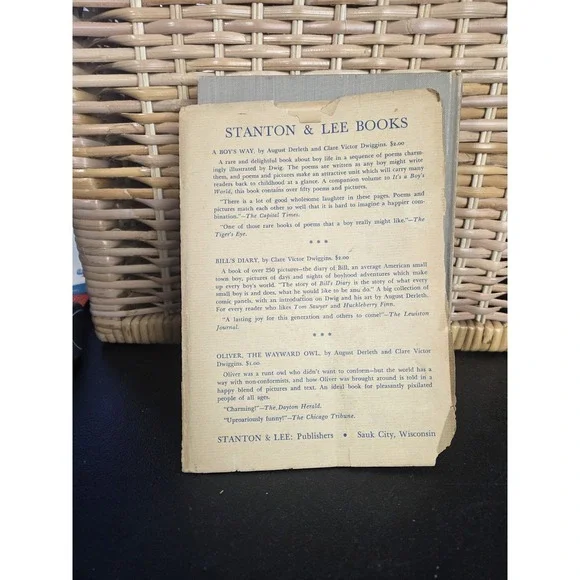 STANTON & LEE BOOKS
A BOY'S WAY, by August Derleth and Clare Victor Dwiggins. $2.00
A rare and delightful book about boy life in a sequence of poems charm-
ingly illustrated by Dwig. The poems are written as any boy might write
them, and poems and pictures make an attractive unit which will carry many
readers back to childhood at a glance. A companion volume to It's a Boy's
World, this book contains over fifty poems and pictures.
"There is a lot of good wholesome laughter in these pages. Poems and
pictures match each other so well that it is hard to imagine a happier com-
bination."—The Capital Times.
"One of those rare books of poems that a boy really might like."—The
Tiger's Eye.
* * *
BILL'S DIARY, by Clare Victor Dwiggins. $2.00
A book of over 250 pictures—the diary of Bill, an average American small
town boy, pictures of days and nights of boyhood adventures which make
up every boy's world. "The story of Bill's Diary is the story of what every
small boy is and does, what he would like to be and do." A big collection of
comic panels, with an introduction on Dwig and his art by August Derleth.
For every reader who likes Tom Sawyer and Huckleberry Finn.
"A lasting joy for this generation and others to come!"—The Lewiston
Journal.
* * *
OLIVER, THE WAYWARD OWL, by August Derleth and Clare Victor
Dwiggins. $1.00
Oliver was a runt owl who didn't want to conform—but the world has a
way with non-conformists, and how Oliver was brought around is told in a
happy blend of pictures and text. An ideal book for pleasantly pixilated
people of all ages.
"Charming!"—The Dayton Herald.
"Uproariously funny!"—The Chicago Tribune.
STANTON & LEE: Publishers • Sauk City, Wisconsin